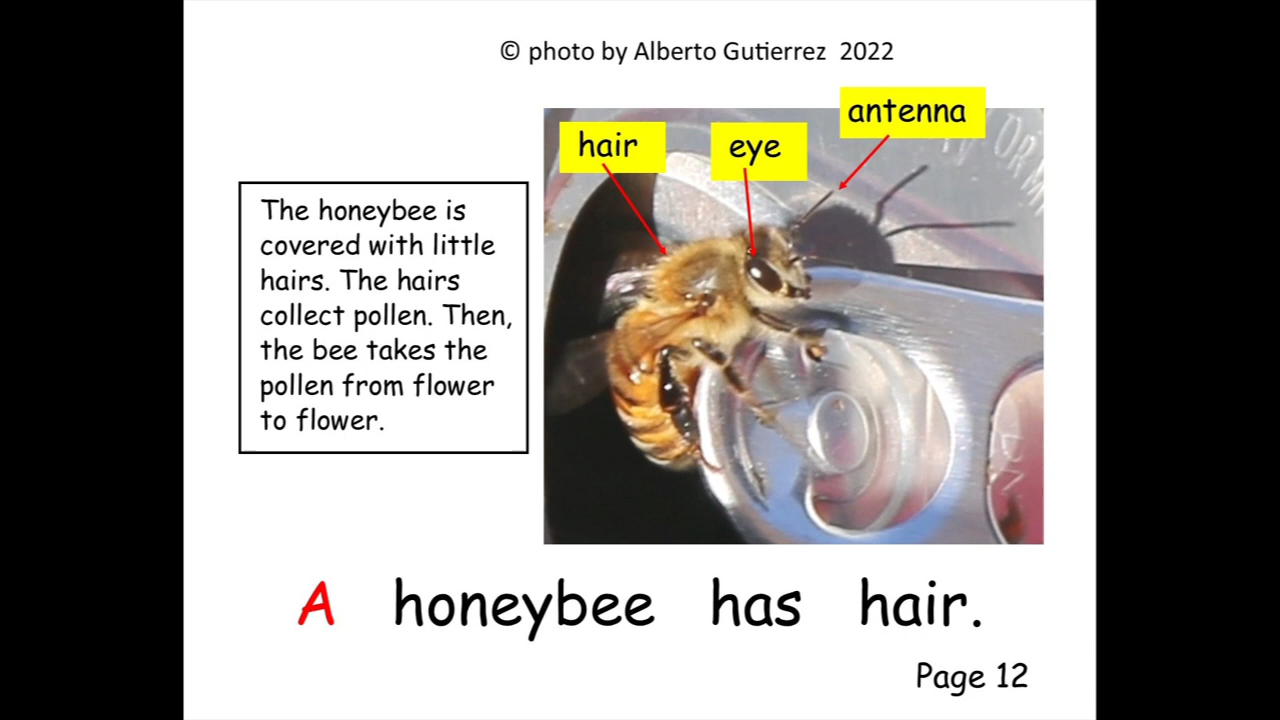 © photo by Alberto Gutierrez 2022
antenna
hair
eye
The honeybee is
covered with little
hairs. The hairs
collect pollen. Then,
the bee takes the
pollen from flower
to flower.
A honeybee has hair.
Page 12